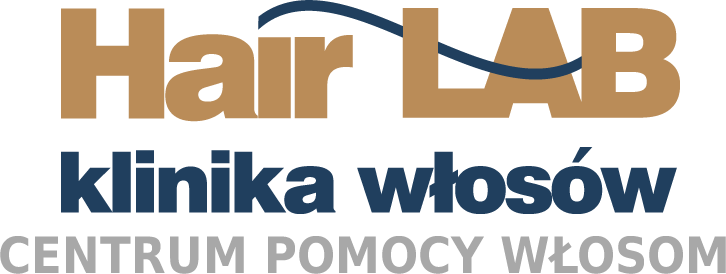 Hair LAB
klinika włosów
CENTRUM POMOCY WŁOSOM